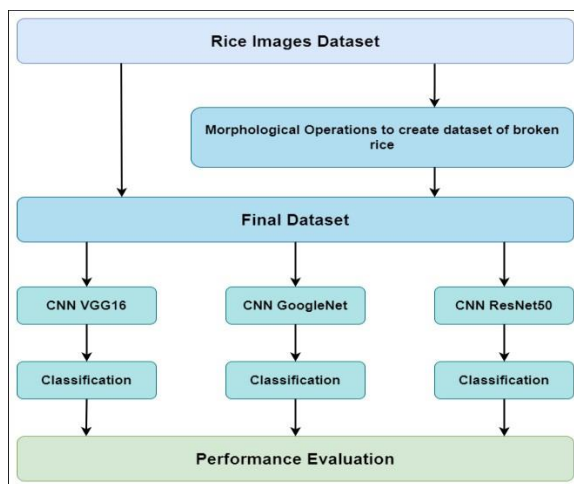 Rice Images Dataset
Morphological Operations to create dataset of broken
rice
Final Dataset
CNN VGG16
CNN GoogleNet
CNN ResNet50
Classification
Classification
Classification
Performance Evaluation